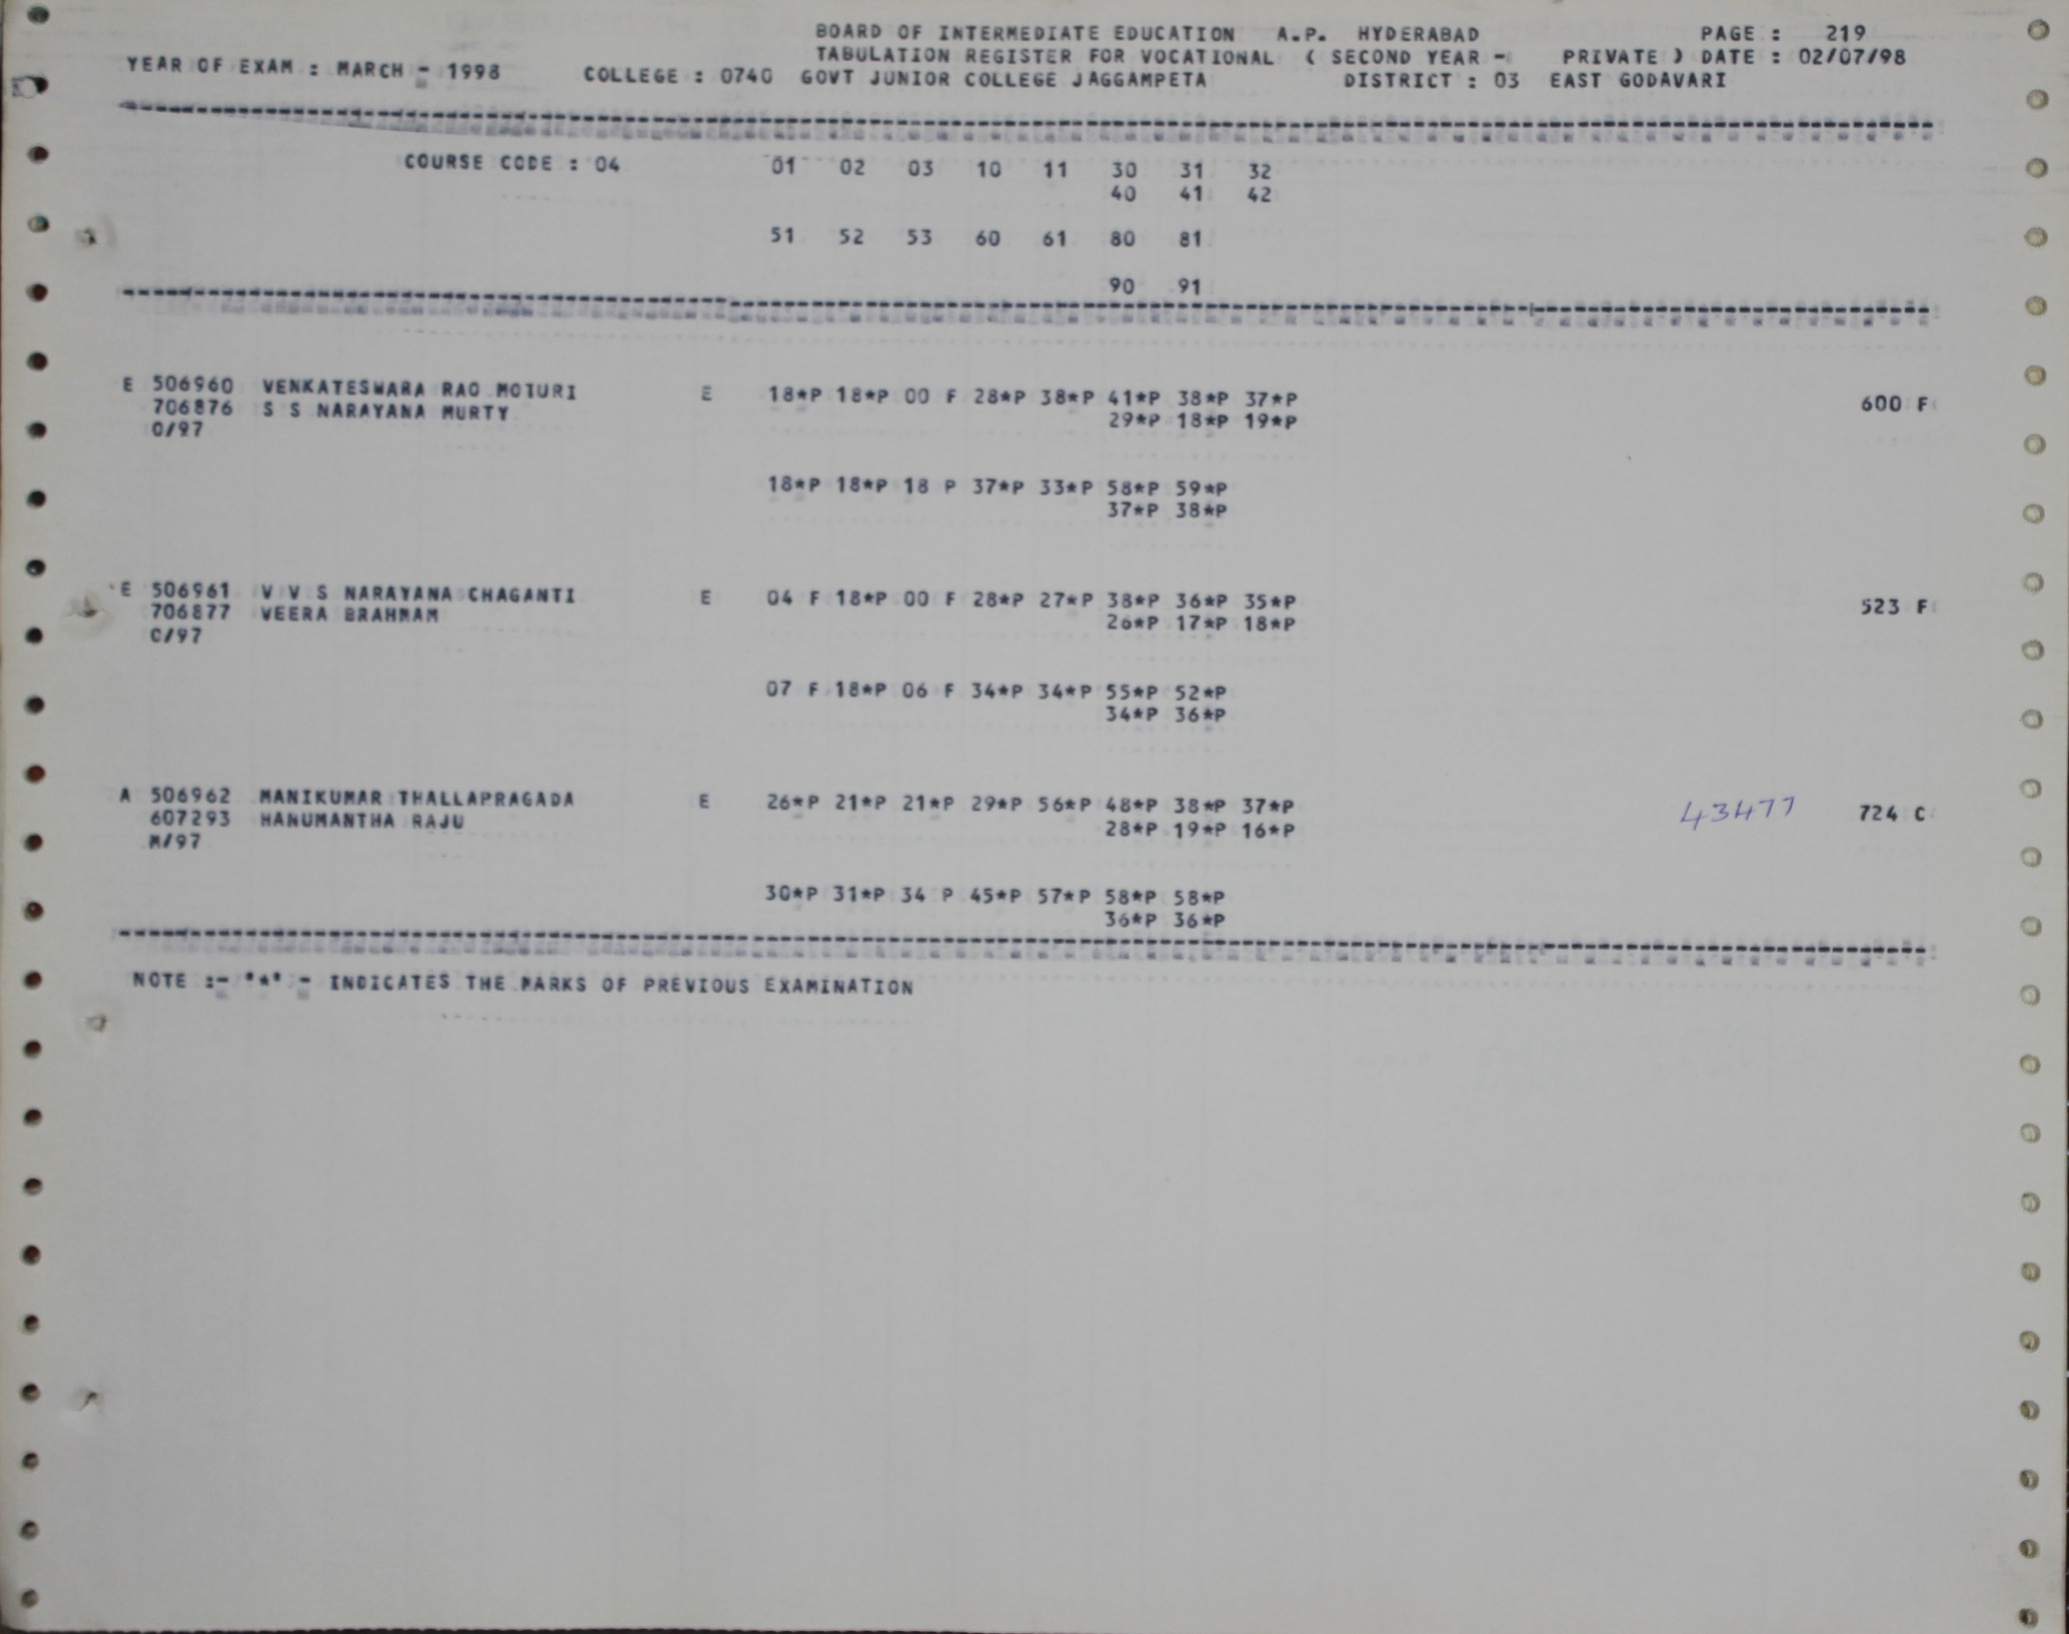 BOARD OF INTERMEDIATE EDUCATION A.P. HYDERABAD PAGE : 219
TABULATION REGISTER FOR VOCATIONAL ( SECOND YEAR - PRIVATE ) DATE : 02/07/98
YEAR OF EXAM : MARCH - 1998 COLLEGE : 0740 GOVT JUNIOR COLLEGE JAGGAMPETA DISTRICT : 03 EAST GODAVARI
COURSE CODE : 04 01 02 03 10 11 30 31 32
40 41 42
51 52 53 60 61 80 81
90 91
E 506960 VENKATESWARA RAO MOTURI E 18*P 18*P 00 F 28*P 38*P 41*P 38*P 37*P 600 F
706876 S S NARAYANA MURTY 29*P 18*P 19*P
O/97
18*P 18*P 18 P 37*P 33*P 58*P 59*P
37*P 38*P
E 506961 V V S NARAYANA CHAGANTI E 04 F 18*P 00 F 28*P 27*P 38*P 36*P 35*P 523 F
706877 VEERA BRAHMAM 26*P 17*P 18*P
O/97
07 F 18*P 06 F 34*P 34*P 55*P 52*P
34*P 36*P
A 506962 MANIKUMAR THALLAPRAGADA E 26*P 21*P 21*P 29*P 56*P 48*P 38*P 37*P 43477 724 C
607293 HANUMANTHA RAJU 28*P 19*P 16*P
M/97
30*P 31*P 34 P 45*P 57*P 58*P 58*P
36*P 36*P
NOTE :- "*" - INDICATES THE MARKS OF PREVIOUS EXAMINATION